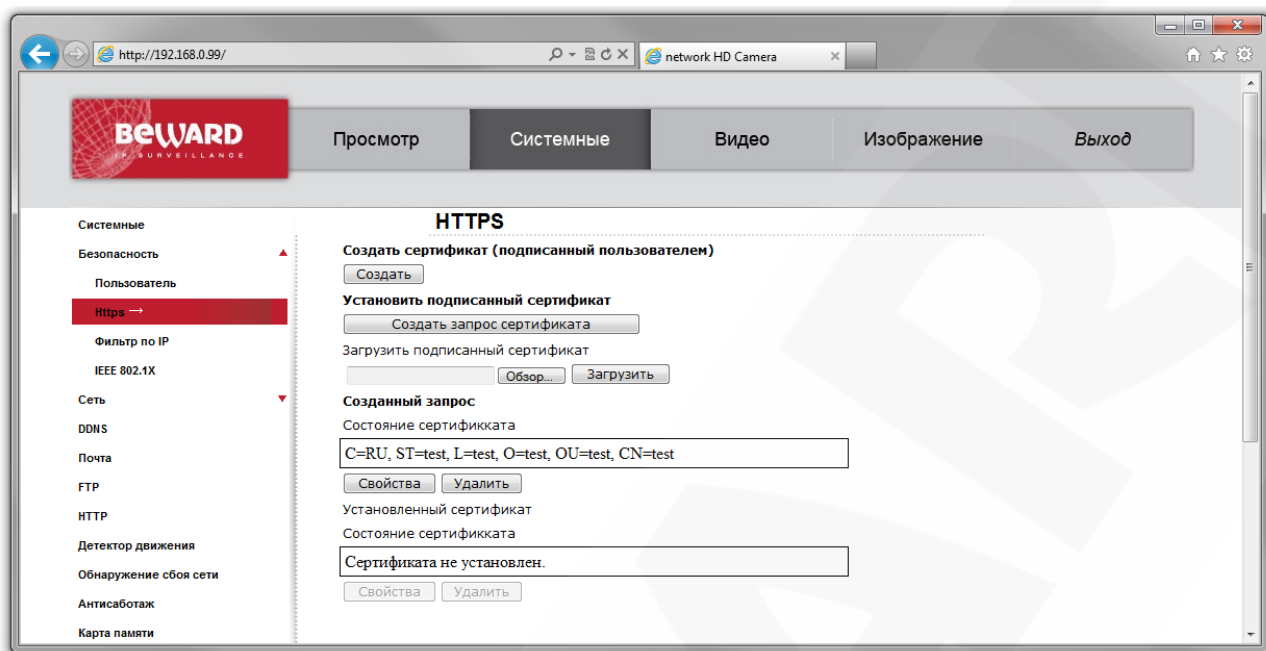 http://192.168.0.99/
network HD Camera
BEWARD
IP SURVEILLANCE
Просмотр
Системные
Видео
Изображение
Выход
Системные
Безопасность
Пользователь
Https →
Фильтр по IP
IEEE 802.1X
Сеть
DDNS
Почта
FTP
HTTP
Детектор движения
Обнаружение сбоя сети
Антисаботаж
Карта памяти
HTTPS
Создать сертификат (подписанный пользователем)
Создать
Установить подписанный сертификат
Создать запрос сертификата
Загрузить подписанный сертификат
Обзор... Загрузить
Созданный запрос
Состояние сертификката
C=RU, ST=test, L=test, O=test, OU=test, CN=test
Свойства Удалить
Установленный сертификат
Состояние сертификката
Сертификата не установлен.
Свойства Удалить